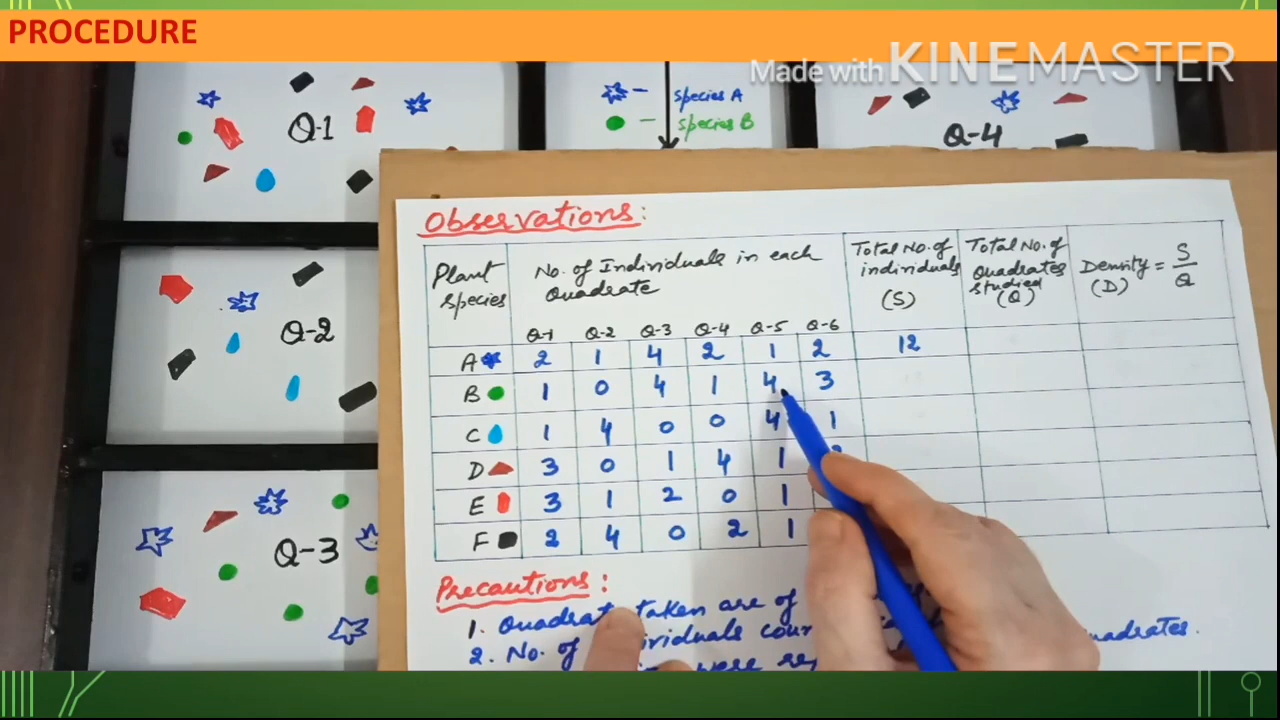 PROCEDURE
Made with KINEMASTER
Q-1
species A
species B
Q-4
Q-2
Q-3
Observations:
Plant species
No. of Individuals in each Quadrate
Total No. of individuals (S)
Total No. of Quadrates studied (Q)
Density = S/Q
(D)
Q-1 Q-2 Q-3 Q-4 Q-5 Q-6
A 2 1 4 2 1 2 12
B 1 0 4 1 4 3
C 1 4 0 0 4 1
D 3 0 1 4 1
E 3 1 2 0 1
F 2 4 0 2 1
Precautions:
1. Quadrat taken are of
2. No. of